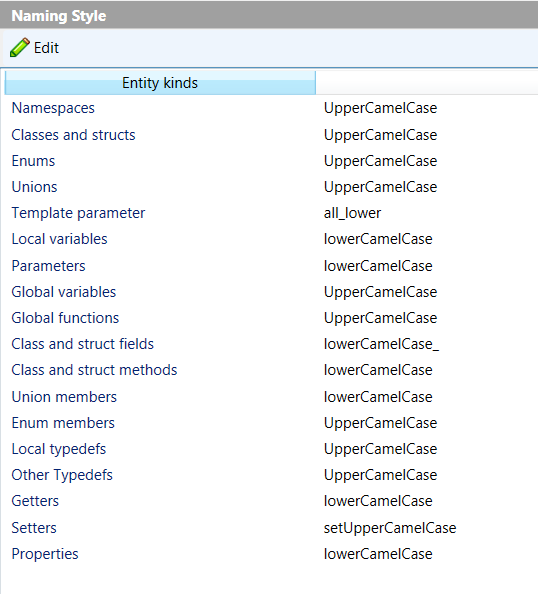 Naming Style
Edit
Entity kinds
Namespaces UpperCamelCase
Classes and structs UpperCamelCase
Enums UpperCamelCase
Unions UpperCamelCase
Template parameter all_lower
Local variables lowerCamelCase
Parameters lowerCamelCase
Global variables UpperCamelCase
Global functions UpperCamelCase
Class and struct fields lowerCamelCase_
Class and struct methods lowerCamelCase
Union members lowerCamelCase
Enum members UpperCamelCase
Local typedefs UpperCamelCase
Other Typedefs UpperCamelCase
Getters lowerCamelCase
Setters setUpperCamelCase
Properties lowerCamelCase